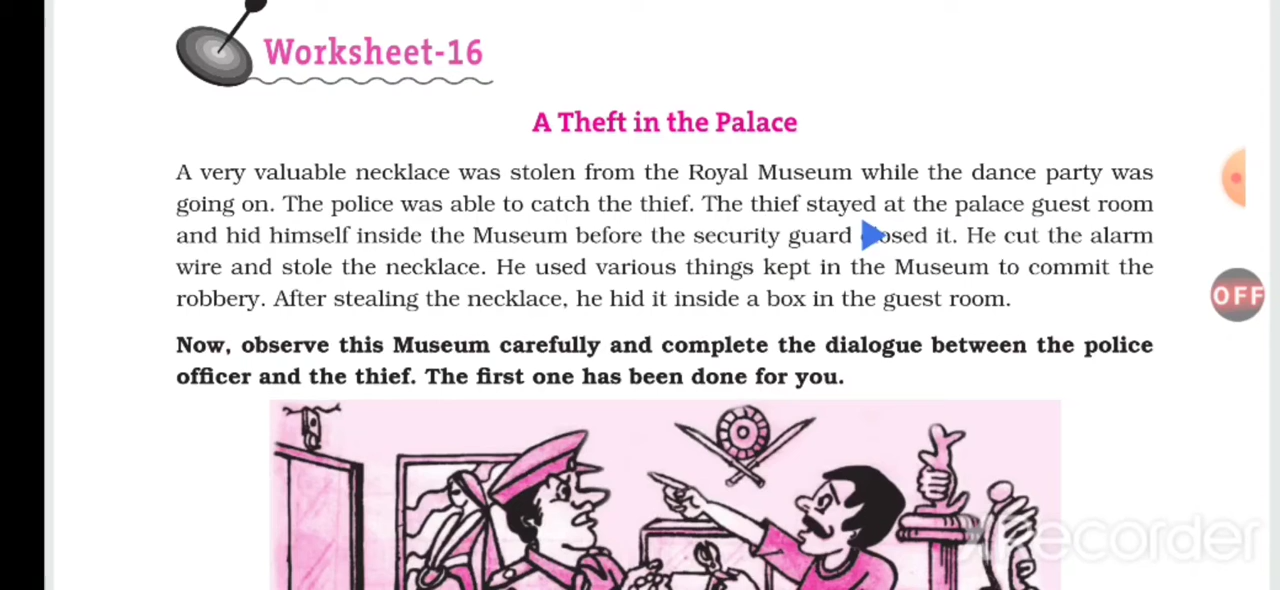 Worksheet-16
A Theft in the Palace
A very valuable necklace was stolen from the Royal Museum while the dance party was
going on. The police was able to catch the thief. The thief stayed at the palace guest room
and hid himself inside the Museum before the security guard closed it. He cut the alarm
wire and stole the necklace. He used various things kept in the Museum to commit the
robbery. After stealing the necklace, he hid it inside a box in the guest room.
Now, observe this Museum carefully and complete the dialogue between the police
officer and the thief. The first one has been done for you.
OFF
Recorder